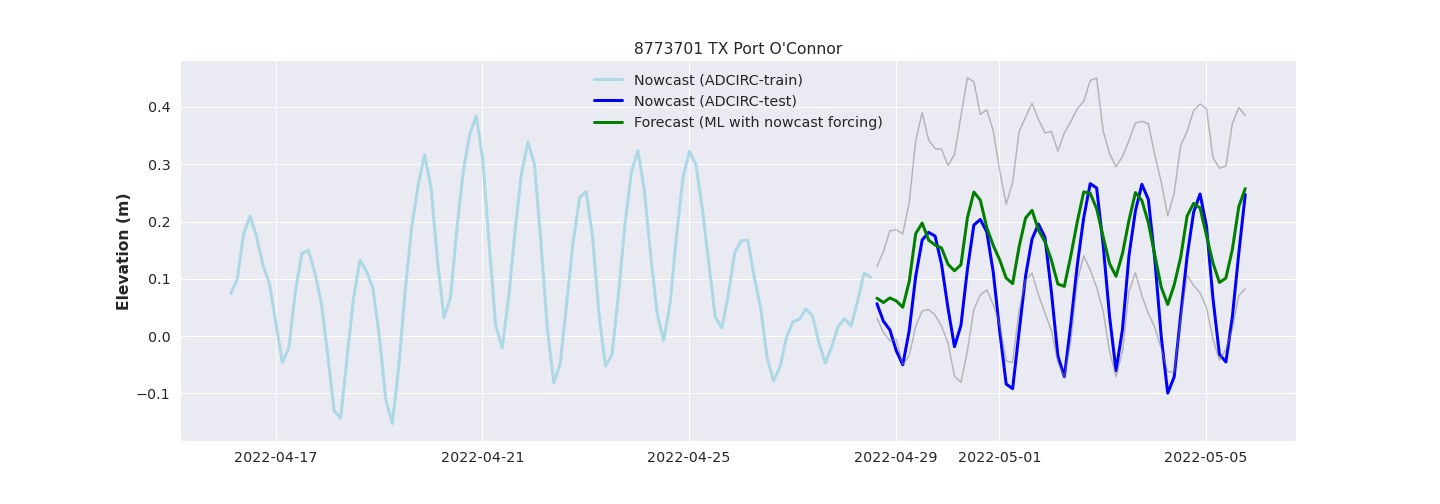 8773701 TX Port O'Connor
Nowcast (ADCIRC-train)
Nowcast (ADCIRC-test)
Forecast (ML with nowcast forcing)
Elevation (m)
0.4
0.3
0.2
0.1
0.0
−0.1
2022-04-17 2022-04-21 2022-04-25 2022-04-29 2022-05-01 2022-05-05